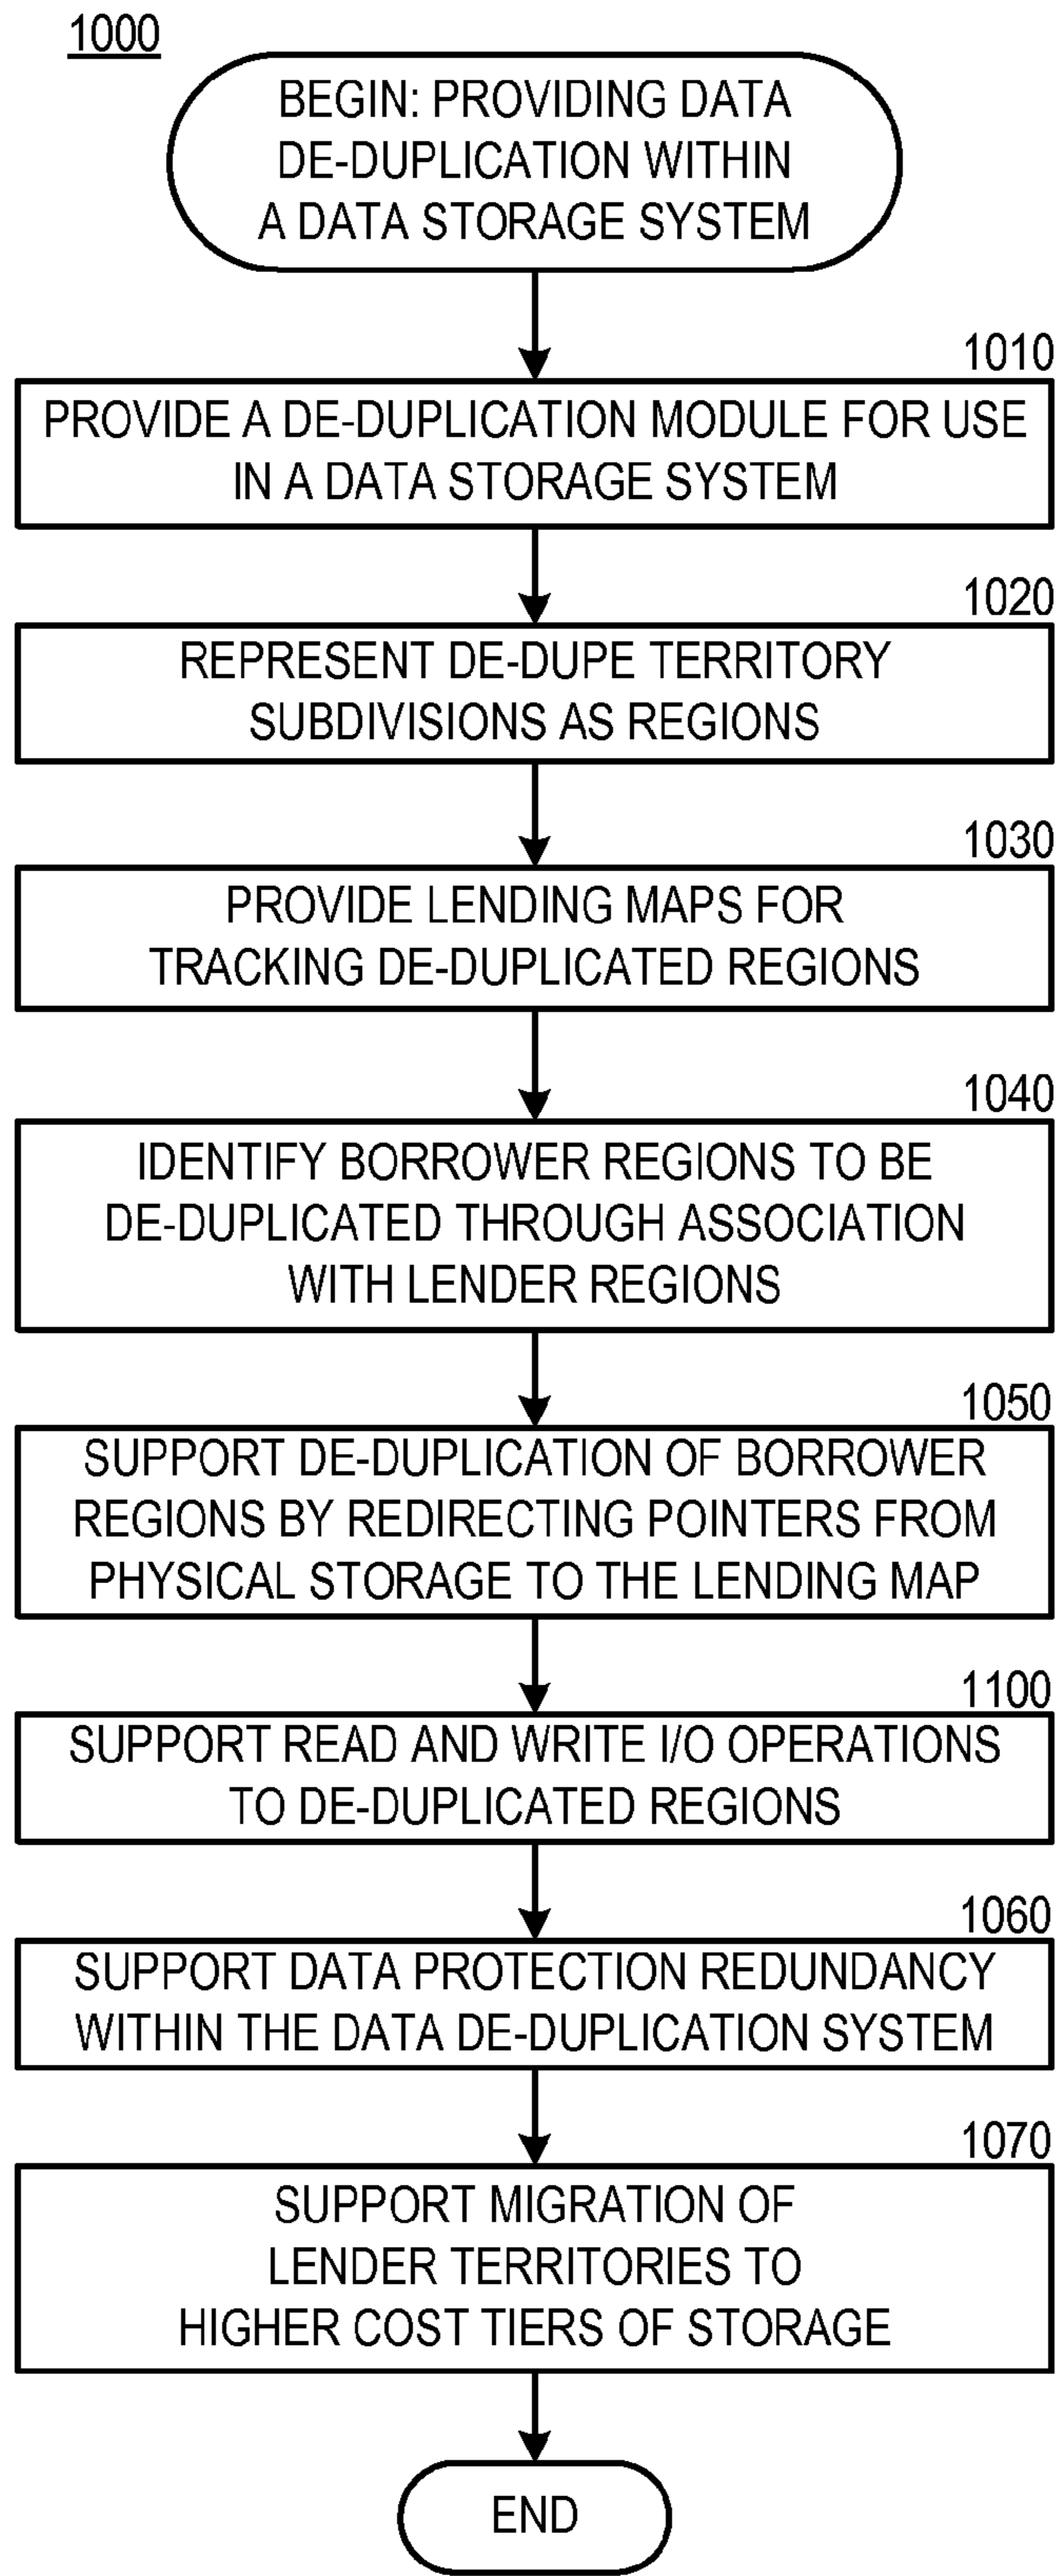 1000
BEGIN: PROVIDING DATA
DE-DUPLICATION WITHIN
A DATA STORAGE SYSTEM
1010
PROVIDE A DE-DUPLICATION MODULE FOR USE
IN A DATA STORAGE SYSTEM
1020
REPRESENT DE-DUPE TERRITORY
SUBDIVISIONS AS REGIONS
1030
PROVIDE LENDING MAPS FOR
TRACKING DE-DUPLICATED REGIONS
1040
IDENTIFY BORROWER REGIONS TO BE
DE-DUPLICATED THROUGH ASSOCIATION
WITH LENDER REGIONS
1050
SUPPORT DE-DUPLICATION OF BORROWER
REGIONS BY REDIRECTING POINTERS FROM
PHYSICAL STORAGE TO THE LENDING MAP
1100
SUPPORT READ AND WRITE I/O OPERATIONS
TO DE-DUPLICATED REGIONS
1060
SUPPORT DATA PROTECTION REDUNDANCY
WITHIN THE DATA DE-DUPLICATION SYSTEM
1070
SUPPORT MIGRATION OF
LENDER TERRITORIES TO
HIGHER COST TIERS OF STORAGE
END